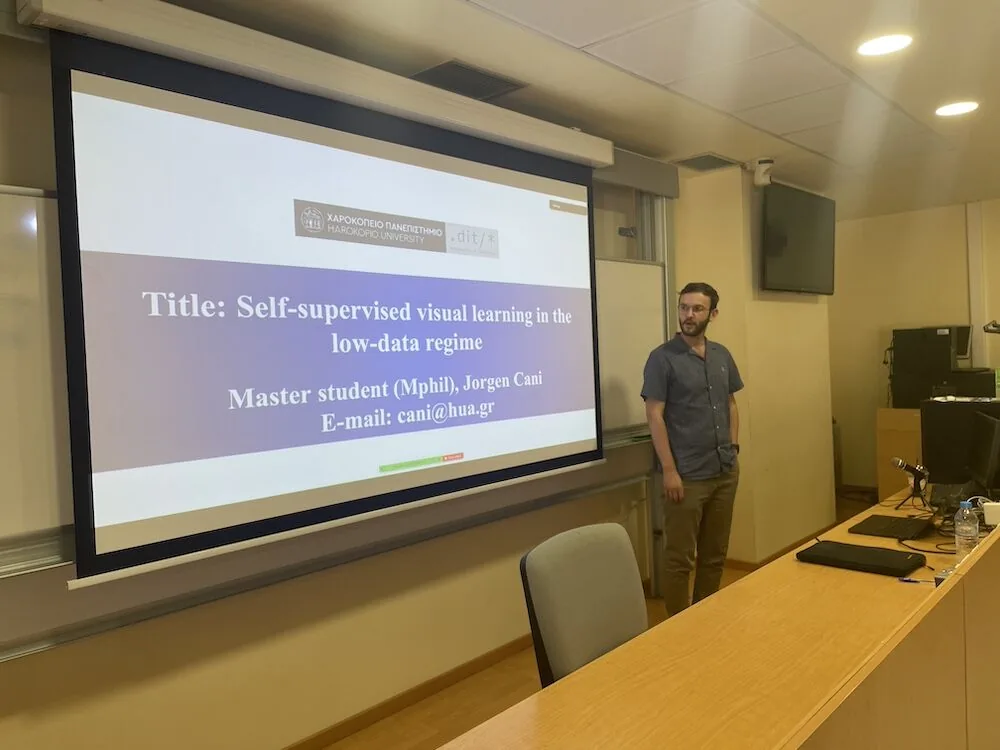 ΧΑΡΟΚΟΠΕΙΟ ΠΑΝΕΠΙΣΤΗΜΙΟ
HAROKOPIO UNIVERSITY
.dit/*
Title: Self-supervised visual learning in the
low-data regime
Master student (Mphil), Jorgen Cani
E-mail: cani@hua.gr